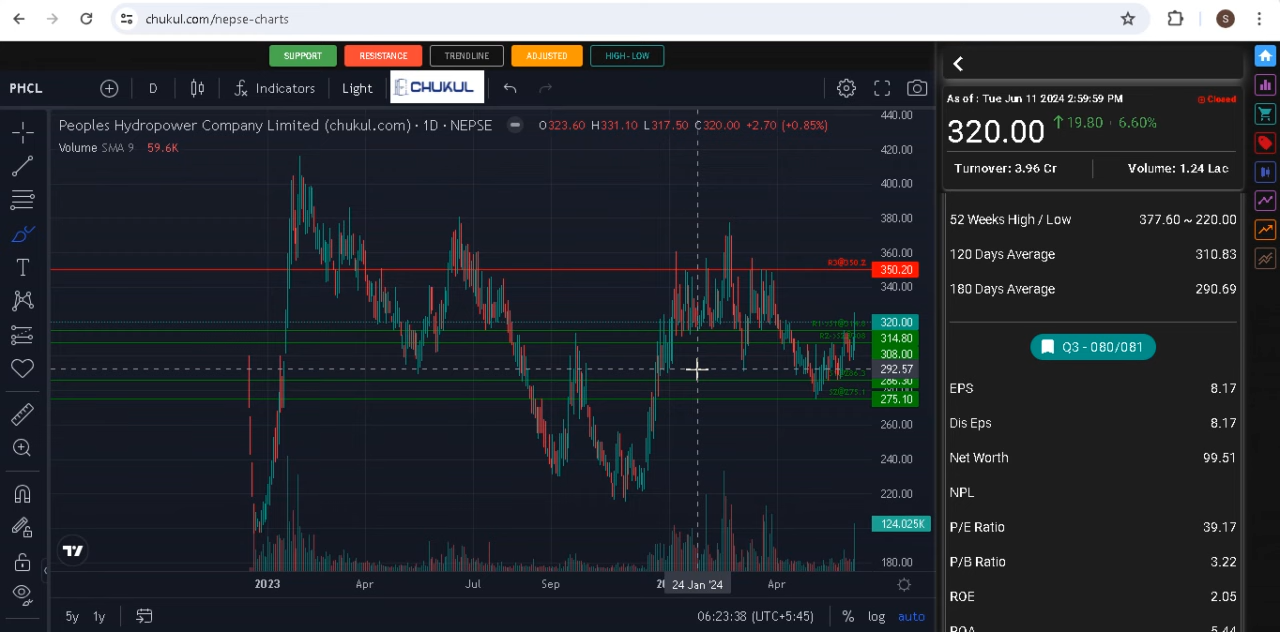 chukul.com/nepse-charts
S
SUPPORT RESISTANCE TRENDLINE ADJUSTED HIGH - LOW
PHCL D Indicators Light CHUKUL
Peoples Hydropower Company Limited (chukul.com) · 1D · NEPSE O323.60 H331.10 L317.50 C320.00 +2.70 (+0.85%)
Volume SMA 9 59.6K
440.00
420.00
400.00
380.00
360.00
350.20
340.00
320.00
314.80
308.00
292.57
286.30
275.10
260.00
240.00
220.00
124.025K
180.00
2023 Apr Jul Sep 24 Jan '24 Apr
5y 1y 06:23:38 (UTC+5:45) % log auto
As of : Tue Jun 11 2024 2:59:59 PM Closed
320.00 19.80 6.60%
Turnover: 3.96 Cr Volume: 1.24 Lac
52 Weeks High / Low 377.60 ~ 220.00
120 Days Average 310.83
180 Days Average 290.69
Q3 - 080/081
EPS 8.17
Dis Eps 8.17
Net Worth 99.51
NPL
P/E Ratio 39.17
P/B Ratio 3.22
ROE 2.05
ROA 5.44